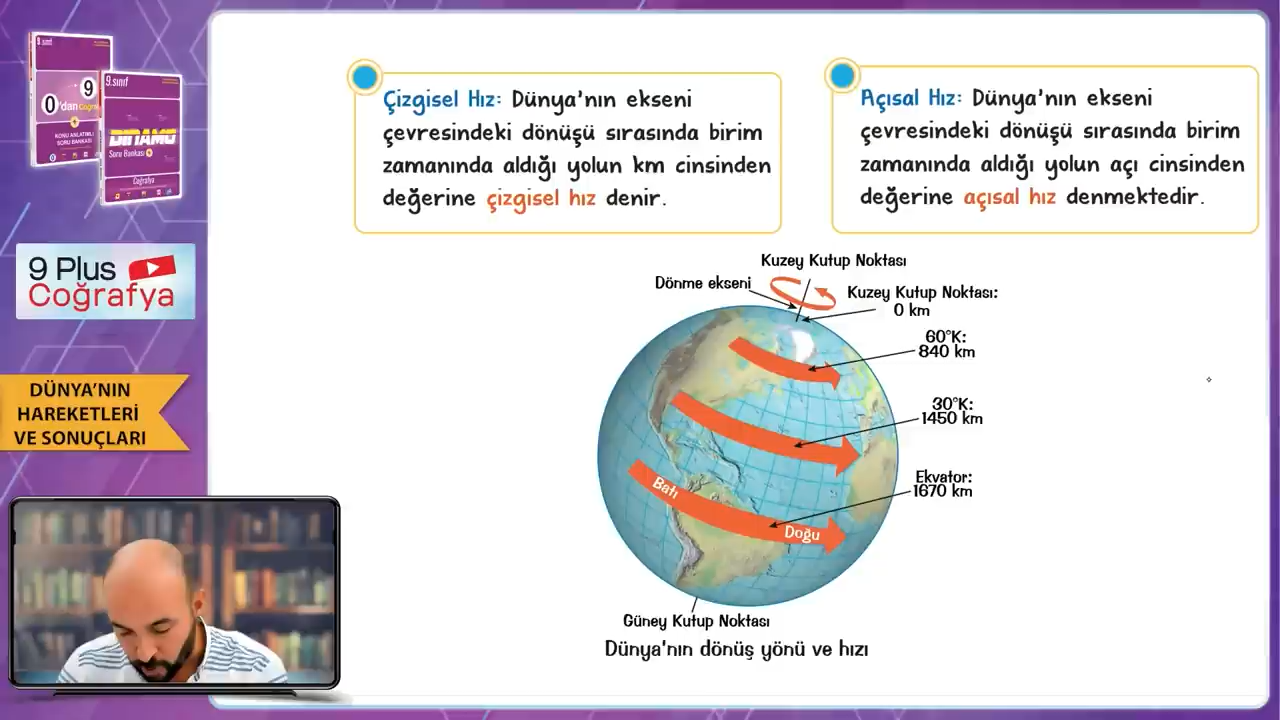 9. sınıf
0'dan
9
KONU ANLATIMLI
SORU BANKASI
9. sınıf
DİNAMO
Soru Bankası
Coğrafya
9 Plus
Coğrafya
DÜNYA'NIN
HAREKETLERİ
VE SONUÇLARI
Çizgisel Hız: Dünya'nın ekseni
çevresindeki dönüşü sırasında birim
zamanında aldığı yolun km cinsinden
değerine çizgisel hız denir.
Açısal Hız: Dünya'nın ekseni
çevresindeki dönüşü sırasında birim
zamanında aldığı yolun açı cinsinden
değerine açısal hız denmektedir.
Kuzey Kutup Noktası
Dönme ekseni
Kuzey Kutup Noktası:
0 km
60°K:
840 km
30°K:
1450 km
Ekvator:
1670 km
Batı
Doğu
Güney Kutup Noktası
Dünya'nın dönüş yönü ve hızı